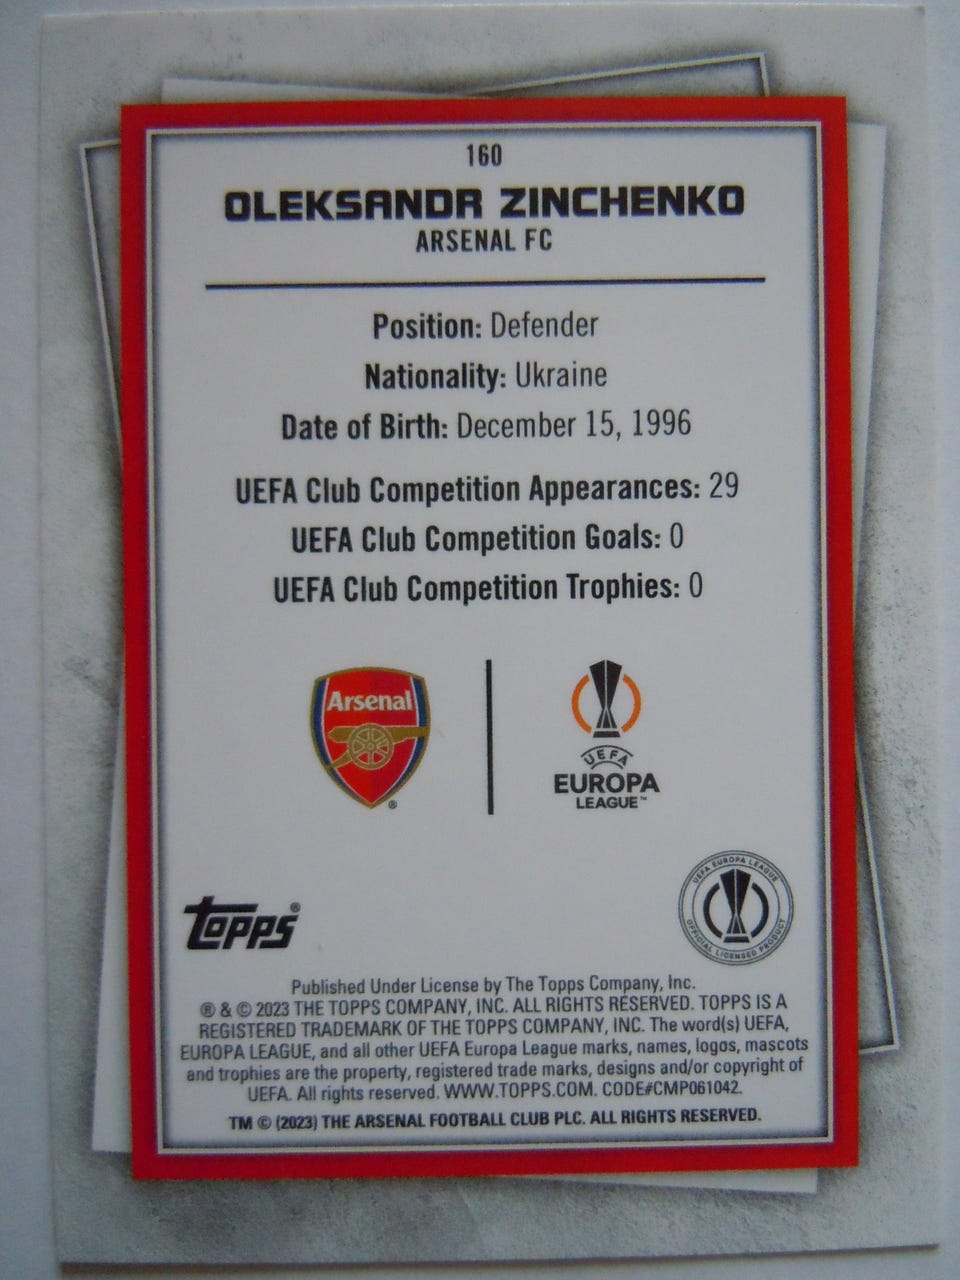 160
OLEKSANDR ZINCHENKO
ARSENAL FC
Position: Defender
Nationality: Ukraine
Date of Birth: December 15, 1996
UEFA Club Competition Appearances: 29
UEFA Club Competition Goals: 0
UEFA Club Competition Trophies: 0
Arsenal
®
UEFA
EUROPA
LEAGUE™
topps®
UEFA EUROPA LEAGUE
OFFICIAL LICENSED PRODUCT
Published Under License by The Topps Company, Inc.
® & © 2023 THE TOPPS COMPANY, INC. ALL RIGHTS RESERVED. TOPPS IS A
REGISTERED TRADEMARK OF THE TOPPS COMPANY, INC. The word(s) UEFA,
EUROPA LEAGUE, and all other UEFA Europa League marks, names, logos, mascots
and trophies are the property, registered trade marks, designs and/or copyright of
UEFA. All rights reserved. WWW.TOPPS.COM. CODE#CMP061042.
TM © (2023) THE ARSENAL FOOTBALL CLUB PLC. ALL RIGHTS RESERVED.